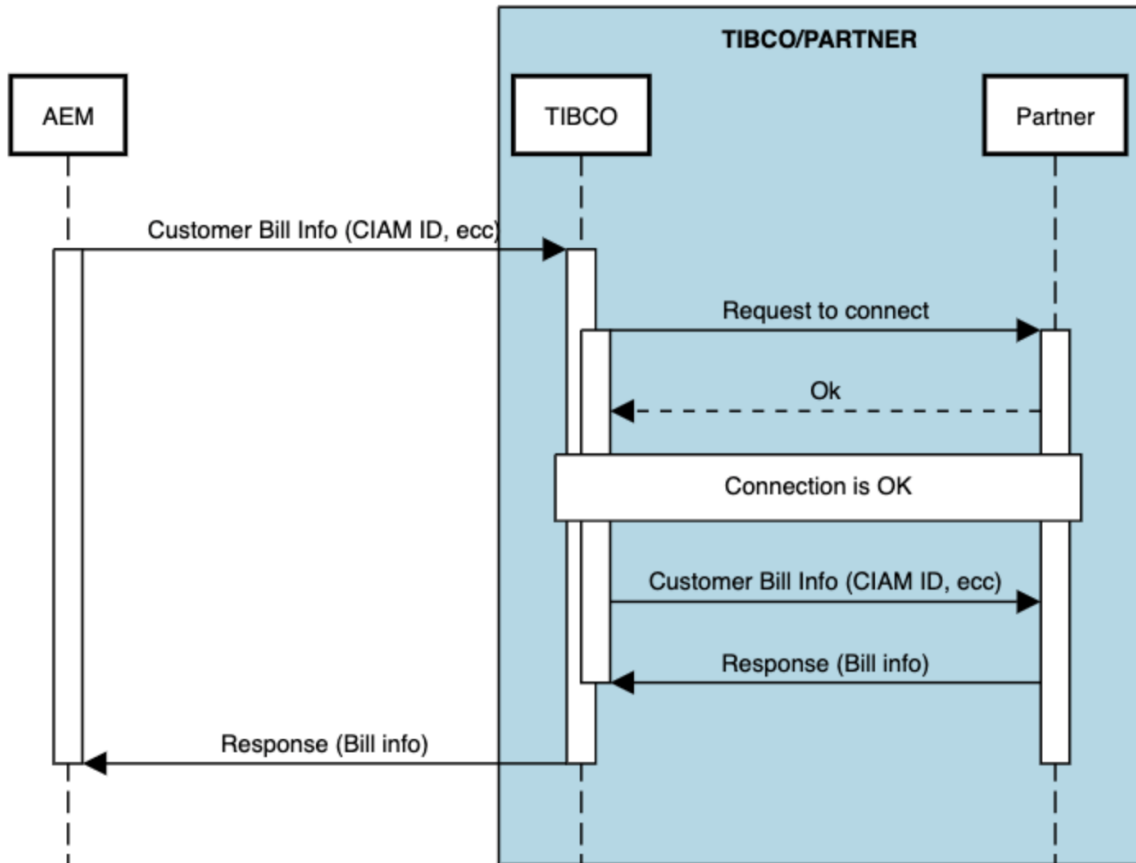 TIBCO/PARTNER
AEM
TIBCO
Partner
Customer Bill Info (CIAM ID, ecc)
Request to connect
Ok
Connection is OK
Customer Bill Info (CIAM ID, ecc)
Response (Bill info)
Response (Bill info)